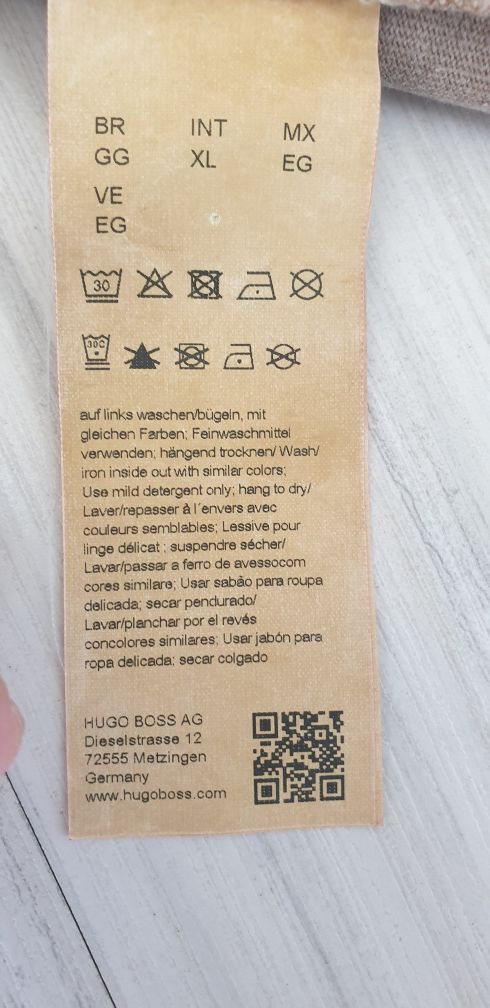 BR INT MX
GG XL EG
VE
EG
30
30C
auf links waschen/bügeln, mit
gleichen Farben; Feinwaschmittel
verwenden; hängend trocknen/ Wash/
iron inside out with similar colors;
Use mild detergent only; hang to dry/
Laver/repasser à l´envers avec
couleurs semblables; Lessive pour
linge délicat ; suspendre sécher/
Lavar/passar a ferro de avessocom
cores similare; Usar sabão para roupa
delicada; secar pendurado/
Lavar/planchar por el revés
concolores similares; Usar jabón para
ropa delicada; secar colgado
HUGO BOSS AG
Dieselstrasse 12
72555 Metzingen
Germany
www.hugoboss.com